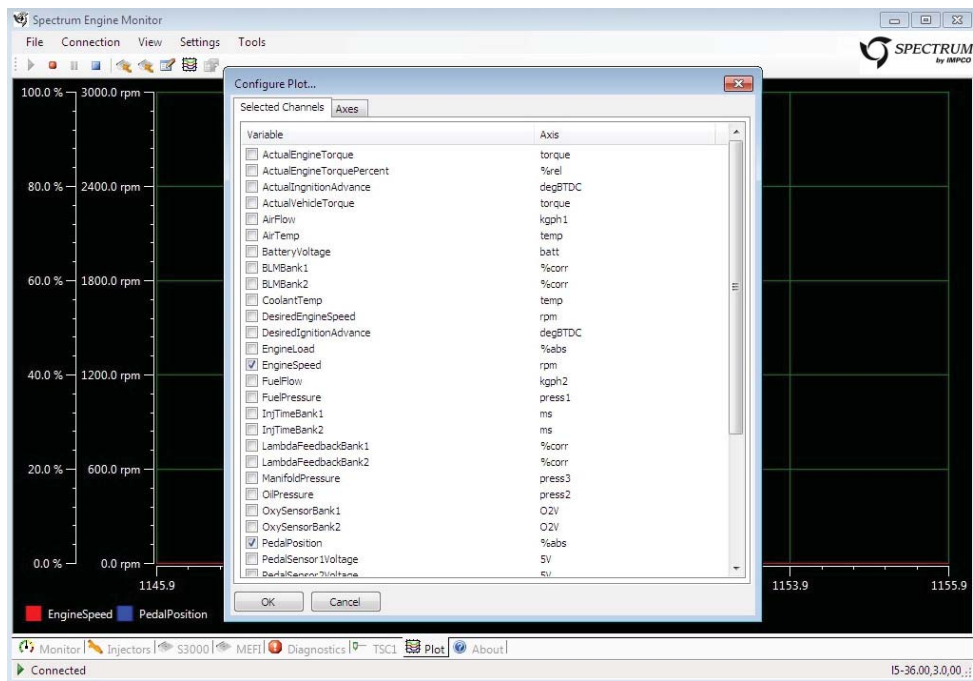 Spectrum Engine Monitor
File Connection View Settings Tools
SPECTRUM
by IMPCO
Configure Plot...
Selected Channels Axes
Variable Axis
ActualEngineTorque torque
ActualEngineTorquePercent %rel
ActualIngnitionAdvance degBTDC
ActualVehicleTorque torque
AirFlow kgph1
AirTemp temp
BatteryVoltage batt
BLMBank1 %corr
BLMBank2 %corr
CoolantTemp temp
DesiredEngineSpeed rpm
DesiredIgnitionAdvance degBTDC
EngineLoad %abs
EngineSpeed rpm
FuelFlow kgph2
FuelPressure press1
InjTimeBank1 ms
InjTimeBank2 ms
LambdaFeedbackBank1 %corr
LambdaFeedbackBank2 %corr
ManifoldPressure press3
OilPressure press2
OxySensorBank1 O2V
OxySensorBank2 O2V
PedalPosition %abs
PedalSensor1Voltage 5V
PedalSensor2Voltage 5V
OK Cancel
100.0 % 3000.0 rpm
80.0 % 2400.0 rpm
60.0 % 1800.0 rpm
40.0 % 1200.0 rpm
20.0 % 600.0 rpm
0.0 % 0.0 rpm
1145.9 1153.9 1155.9
EngineSpeed PedalPosition
Monitor Injectors S3000 MEFI Diagnostics TSC1 Plot About
Connected I5-36.00,3.0,00